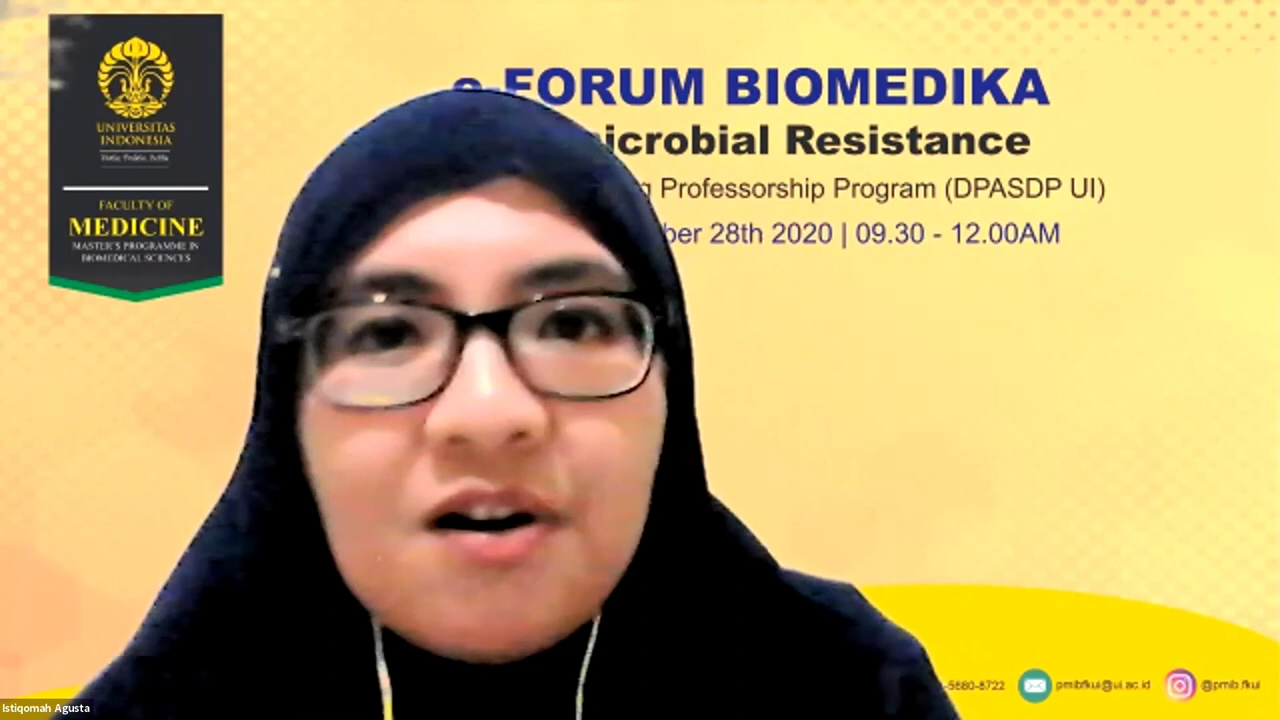 UNIVERSITAS
INDONESIA
FACULTY OF
MEDICINE
MASTER'S PROGRAMME IN
BIOMEDICAL SCIENCES
e-FORUM BIOMEDIKA
icrobial Resistance
g Professorship Program (DPASDP UI)
ber 28th 2020 | 09.30 - 12.00AM
-5680-8722
pmibfkui@ui.ac.id
@pmib.fkui
Istiqomah Agusta